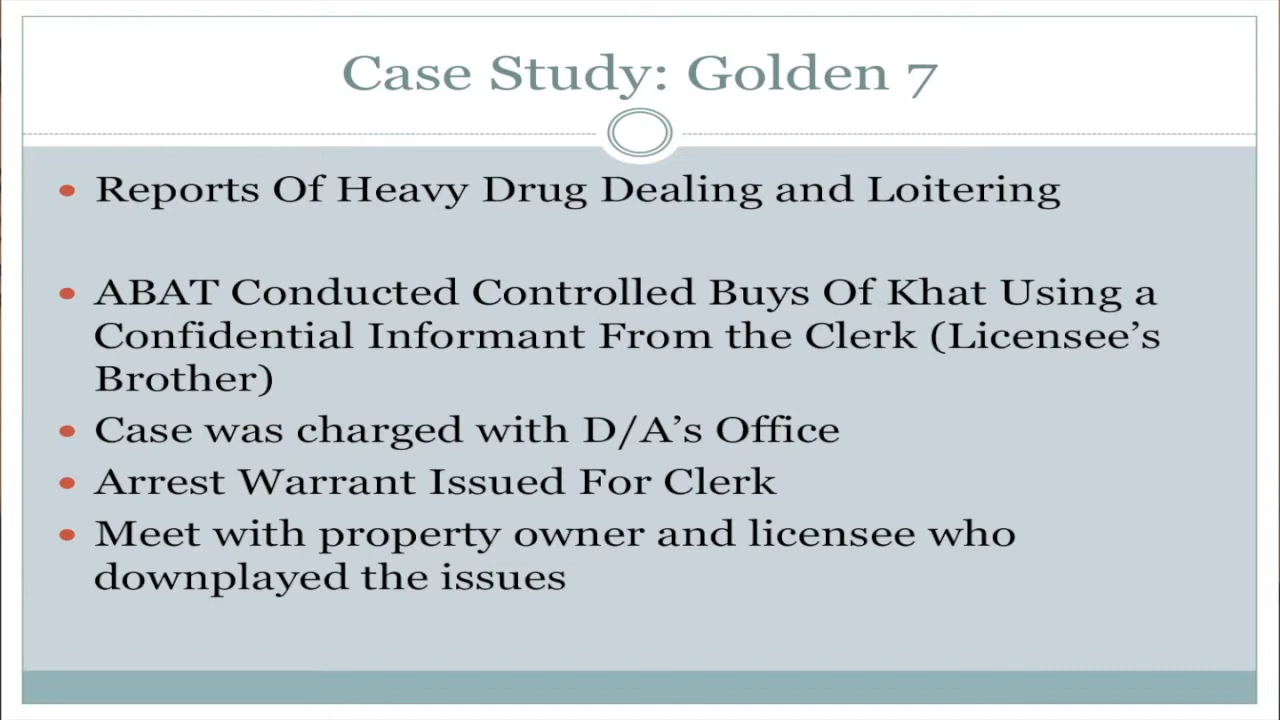 Case Study: Golden 7
• Reports Of Heavy Drug Dealing and Loitering
• ABAT Conducted Controlled Buys Of Khat Using a
Confidential Informant From the Clerk (Licensee’s
Brother)
• Case was charged with D/A’s Office
• Arrest Warrant Issued For Clerk
• Meet with property owner and licensee who
downplayed the issues